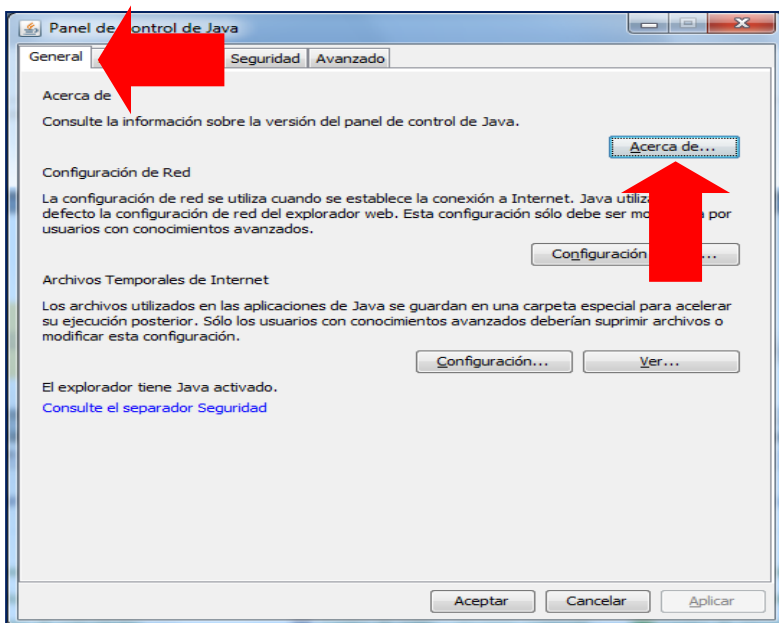 Panel de Control de Java
General Seguridad Avanzado
Acerca de
Consulte la información sobre la versión del panel de control de Java.
Acerca de...
Configuración de Red
La configuración de red se utiliza cuando se establece la conexión a Internet. Java
defecto la configuración de red del explorador web. Esta configuración sólo debe ser por
usuarios con conocimientos avanzados.
Configuración
Archivos Temporales de Internet
Los archivos utilizados en las aplicaciones de Java se guardan en una carpeta especial para acelerar
su ejecución posterior. Sólo los usuarios con conocimientos avanzados deberían suprimir archivos o
modificar esta configuración.
Configuración... Ver...
El explorador tiene Java activado.
Consulte el separador Seguridad
Aceptar Cancelar Aplicar